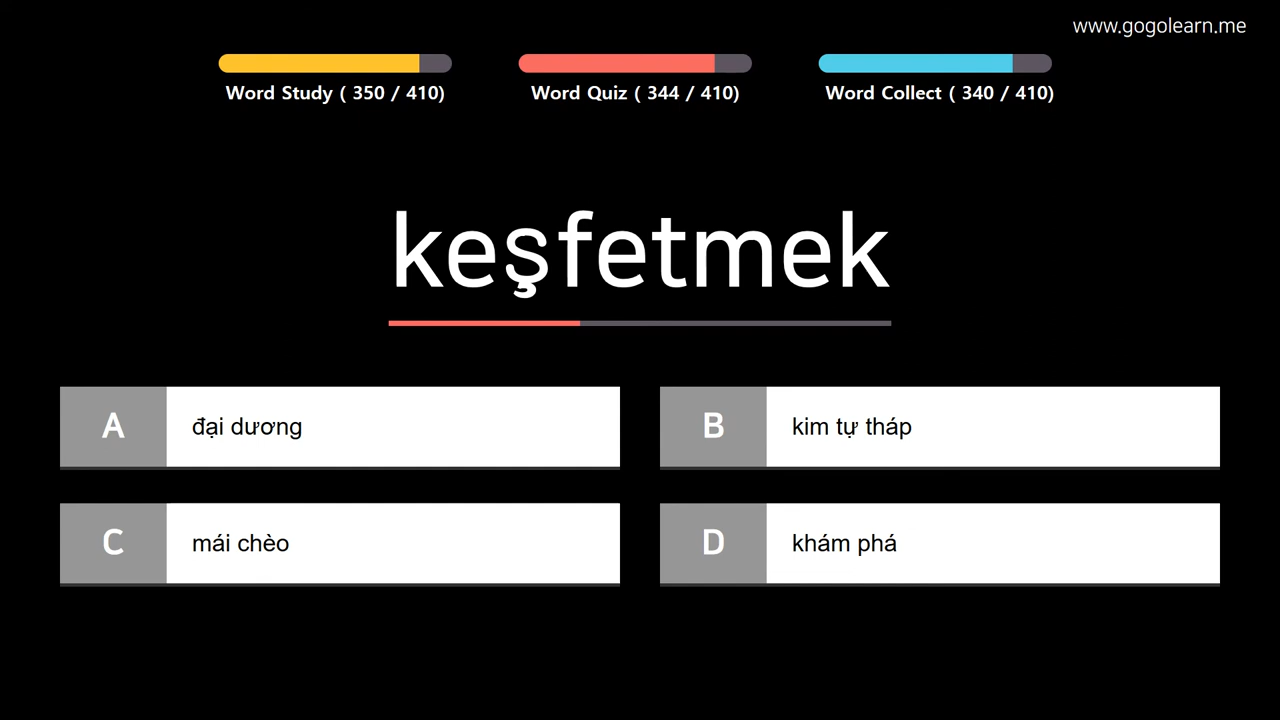 www.gogolearn.me
Word Study ( 350 / 410)
Word Quiz ( 344 / 410)
Word Collect ( 340 / 410)
keşfetmek
A đại dương
B kim tự tháp
C mái chèo
D khám phá